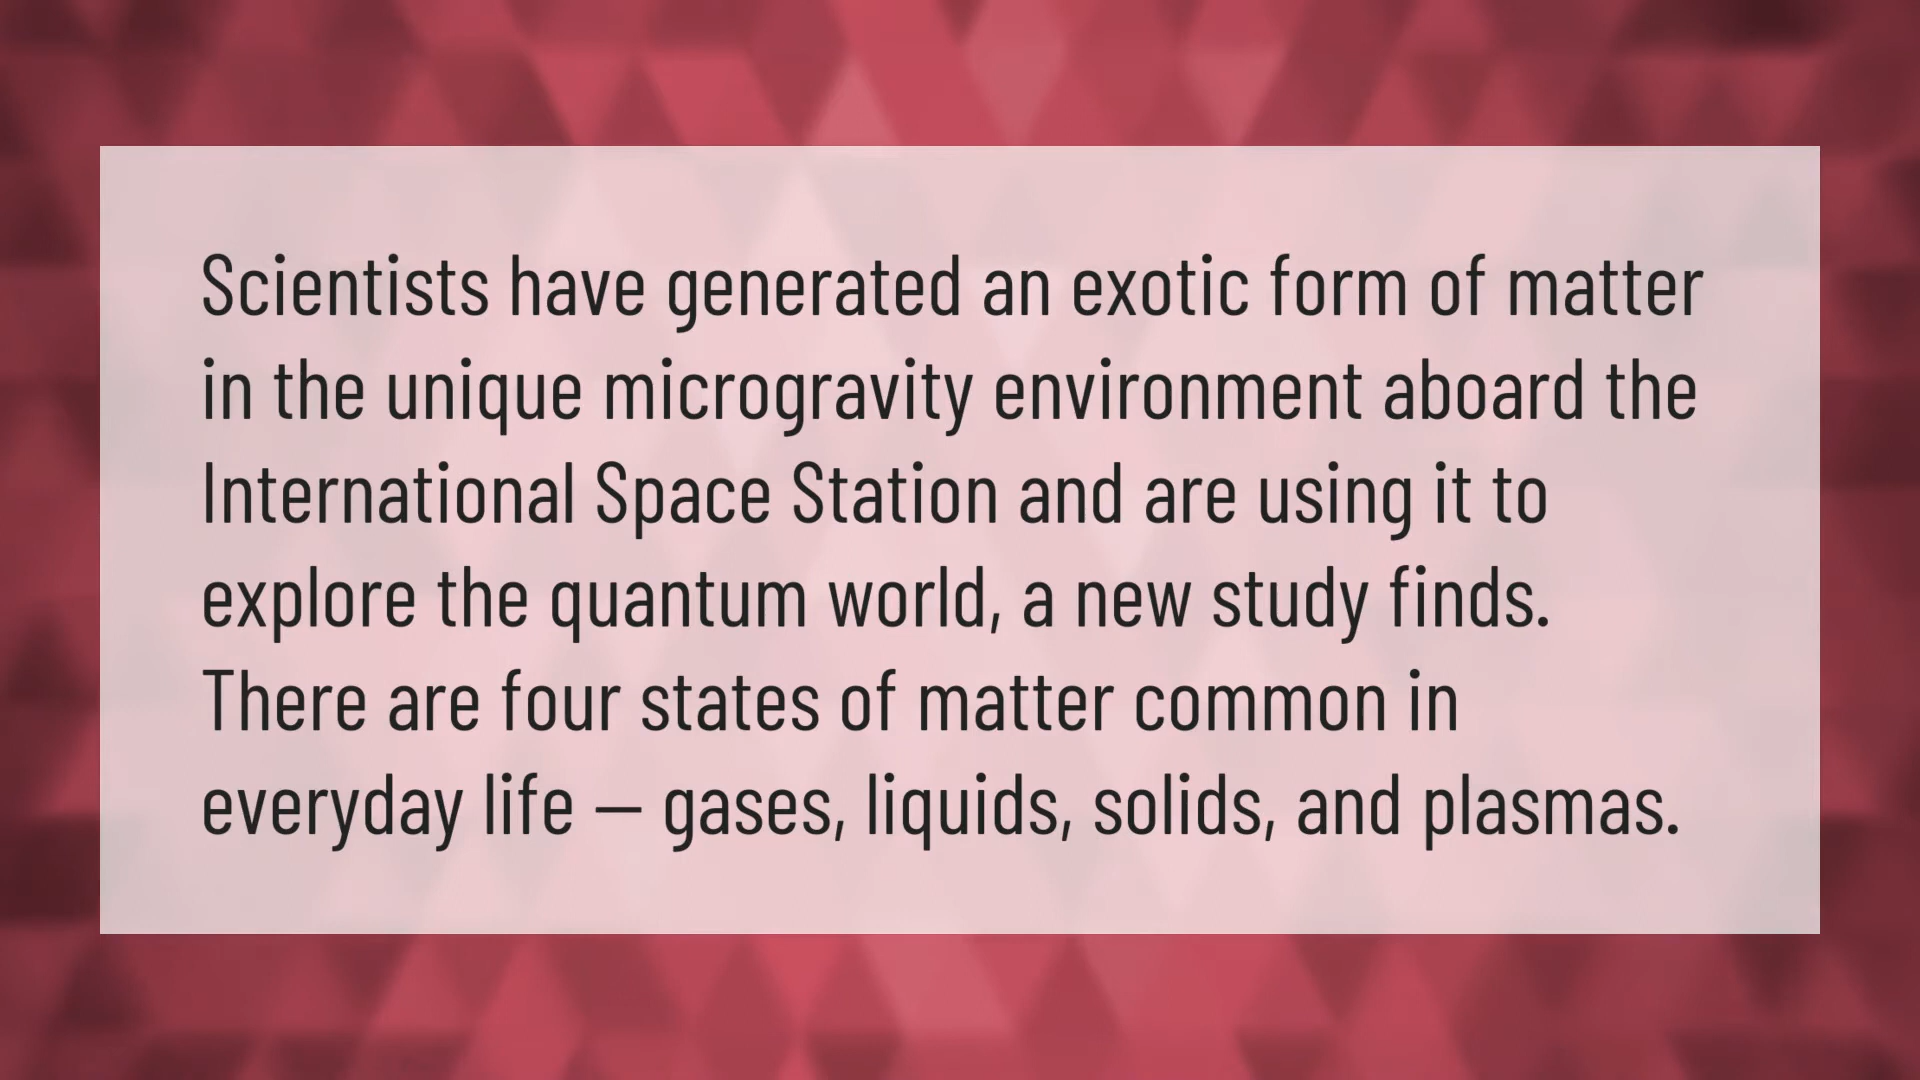 Scientists have generated an exotic form of matter
in the unique microgravity environment aboard the
International Space Station and are using it to
explore the quantum world, a new study finds.
There are four states of matter common in
everyday life — gases, liquids, solids, and plasmas.